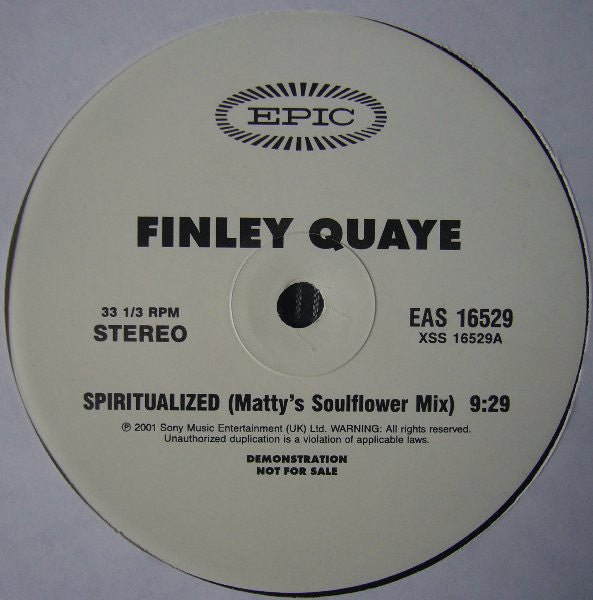 EPIC
FINLEY QUAYE
33 1/3 RPM
STEREO
EAS 16529
XSS 16529A
SPIRITUALIZED (Matty's Soulflower Mix) 9:29
℗ 2001 Sony Music Entertainment (UK) Ltd. WARNING: All rights reserved.
Unauthorized duplication is a violation of applicable laws.
DEMONSTRATION
NOT FOR SALE